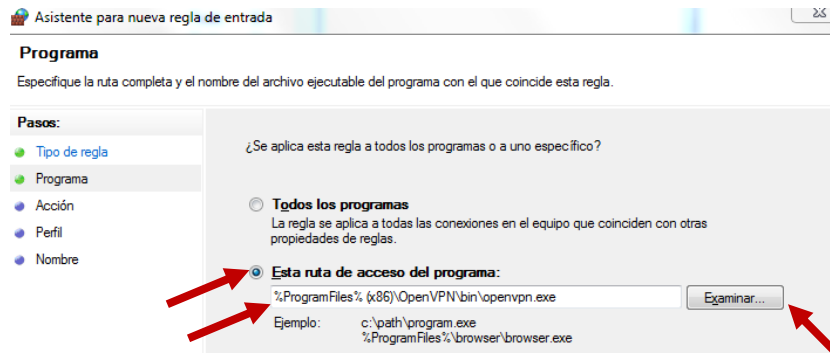 Asistente para nueva regla de entrada
Programa
Especifique la ruta completa y el nombre del archivo ejecutable del programa con el que coincide esta regla.
Pasos:
Tipo de regla
Programa
Acción
Perfil
Nombre
¿Se aplica esta regla a todos los programas o a uno específico?
Todos los programas
La regla se aplica a todas las conexiones en el equipo que coinciden con otras
propiedades de reglas.
Esta ruta de acceso del programa:
%ProgramFiles% (x86)\OpenVPN\bin\openvpn.exe
Examinar...
Ejemplo: c:\path\program.exe
%ProgramFiles%\browser\browser.exe